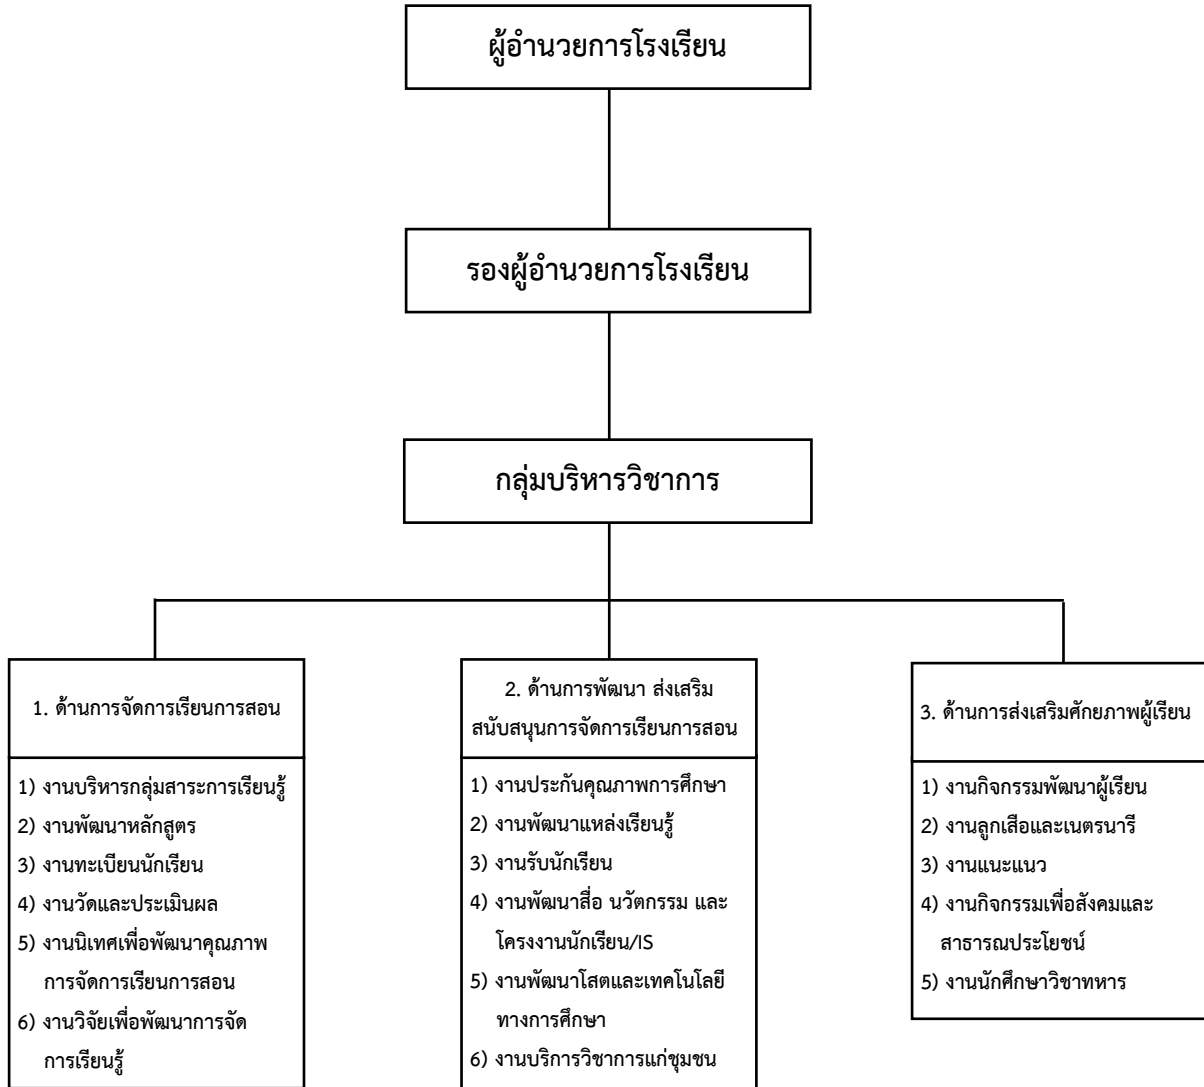 ผู้อำนวยการโรงเรียน
รองผู้อำนวยการโรงเรียน
กลุ่มบริหารวิชาการ
1. ด้านการจัดการเรียนการสอน
1) งานบริหารกลุ่มสาระการเรียนรู้
2) งานพัฒนาหลักสูตร
3) งานทะเบียนนักเรียน
4) งานวัดและประเมินผล
5) งานนิเทศเพื่อพัฒนาคุณภาพ
การจัดการเรียนการสอน
6) งานวิจัยเพื่อพัฒนาการจัด
การเรียนรู้
2. ด้านการพัฒนา ส่งเสริม
สนับสนุนการจัดการเรียนการสอน
1) งานประกันคุณภาพการศึกษา
2) งานพัฒนาแหล่งเรียนรู้
3) งานรับนักเรียน
4) งานพัฒนาสื่อ นวัตกรรม และ
โครงงานนักเรียน/IS
5) งานพัฒนาโสตและเทคโนโลยี
ทางการศึกษา
6) งานบริการวิชาการแก่ชุมชน
3. ด้านการส่งเสริมศักยภาพผู้เรียน
1) งานกิจกรรมพัฒนาผู้เรียน
2) งานลูกเสือและเนตรนารี
3) งานแนะแนว
4) งานกิจกรรมเพื่อสังคมและ
สาธารณประโยชน์
5) งานนักศึกษาวิชาทหาร